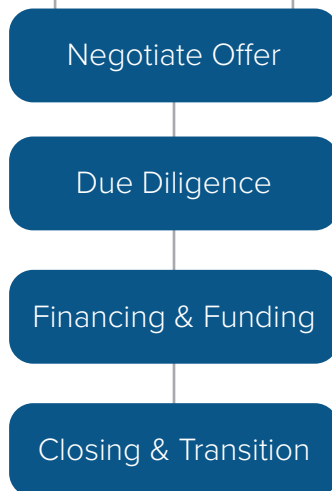 Negotiate Offer
Due Diligence
Financing & Funding
Closing & Transition